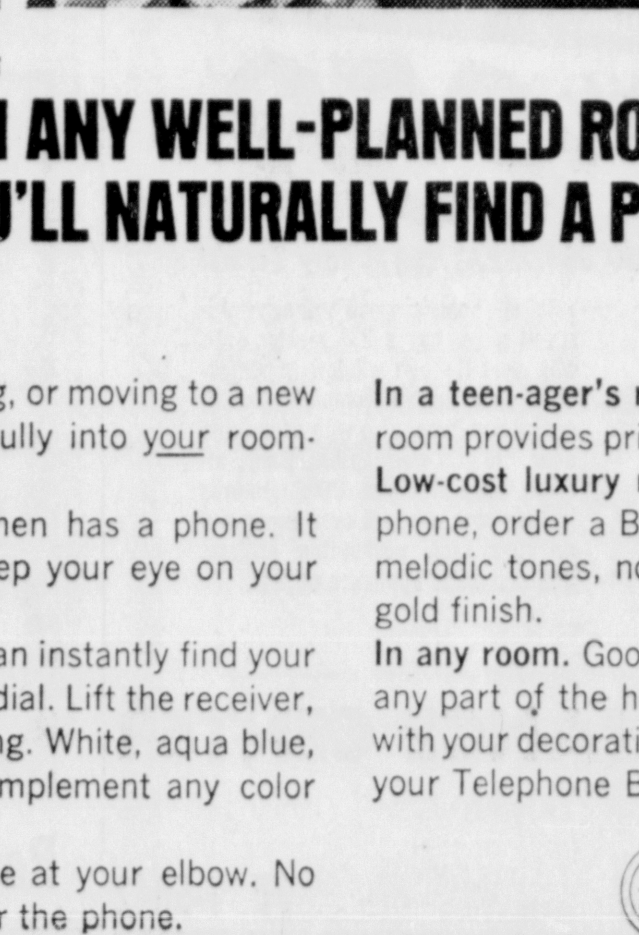 ANY WELL-PLANNED RO
U'LL NATURALLY FIND A P
g, or moving to a new
fully into your room-
hen has a phone. It
ep your eye on your
an instantly find your
dial. Lift the receiver,
ng. White, aqua blue,
mplement any color
e at your elbow. No
r the phone.
In a teen-ager's
room provides pri
Low-cost luxury
phone, order a B
melodic tones, no
gold finish.
In any room. Goo
any part of the h
with your decorati
your Telephone B